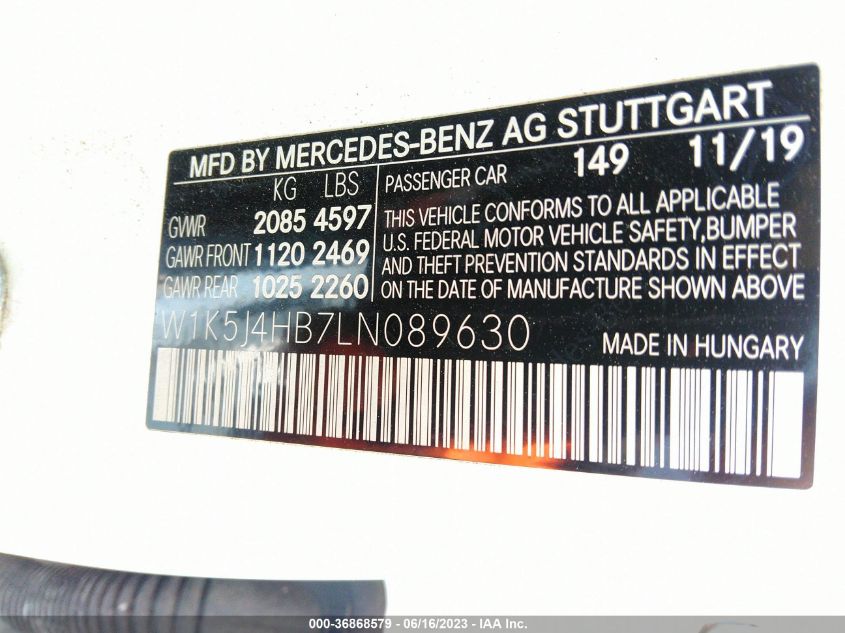 MFD BY MERCEDES-BENZ AG STUTTGART
KG LBS
GVWR 2085 4597
GAWR FRONT 1120 2469
GAWR REAR 1025 2260
PASSENGER CAR 149 11/19
THIS VEHICLE CONFORMS TO ALL APPLICABLE
U.S. FEDERAL MOTOR VEHICLE SAFETY,BUMPER
AND THEFT PREVENTION STANDARDS IN EFFECT
ON THE DATE OF MANUFACTURE SHOWN ABOVE
W1K5J4HB7LN089630
MADE IN HUNGARY
000-36868579 - 06/16/2023 - IAA Inc.